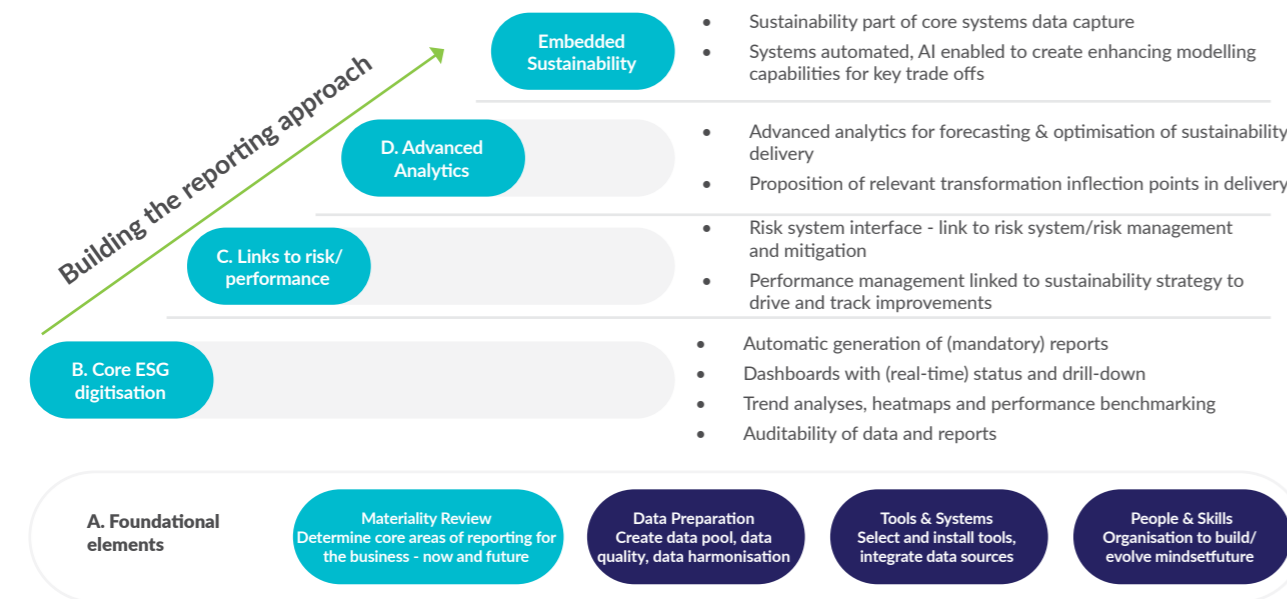 Building the reporting approach
Embedded
Sustainability
• Sustainability part of core systems data capture
• Systems automated, AI enabled to create enhancing modelling
capabilities for key trade offs
D. Advanced
Analytics
• Advanced analytics for forecasting & optimisation of sustainability
delivery
• Proposition of relevant transformation inflection points in delivery
C. Links to risk/
performance
• Risk system interface - link to risk system/risk management
and mitigation
• Performance management linked to sustainability strategy to
drive and track improvements
B. Core ESG
digitisation
• Automatic generation of (mandatory) reports
• Dashboards with (real-time) status and drill-down
• Trend analyses, heatmaps and performance benchmarking
• Auditability of data and reports
A. Foundational
elements
Materiality Review
Determine core areas of reporting for
the business - now and future
Data Preparation
Create data pool, data
quality, data harmonisation
Tools & Systems
Select and install tools,
integrate data sources
People & Skills
Organisation to build/
evolve mindsetfuture